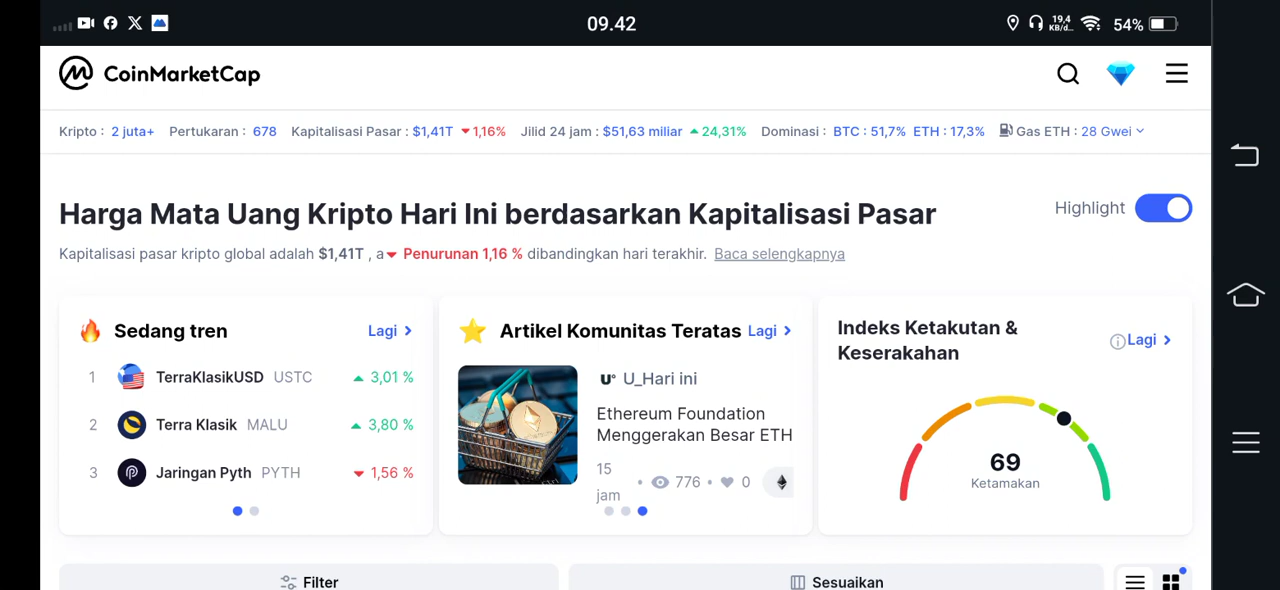 09.42
19,4
KB/d...
54%
CoinMarketCap
Kripto : 2 juta+ Pertukaran : 678 Kapitalisasi Pasar : $1,41T 1,16% Jilid 24 jam : $51,63 miliar 24,31% Dominasi : BTC : 51,7% ETH : 17,3% Gas ETH : 28 Gwei
Harga Mata Uang Kripto Hari Ini berdasarkan Kapitalisasi Pasar
Highlight
Kapitalisasi pasar kripto global adalah $1,41T , a Penurunan 1,16 % dibandingkan hari terakhir. Baca selengkapnya
Sedang tren Lagi
1 TerraKlasikUSD USTC 3,01 %
2 Terra Klasik MALU 3,80 %
3 Jaringan Pyth PYTH 1,56 %
Artikel Komunitas Teratas Lagi
U_Hari ini
Ethereum Foundation
Menggerakan Besar ETH
15
jam • 776 • 0
Indeks Ketakutan &
Keserakahan
Lagi
69
Ketamakan
Filter
Sesuaikan